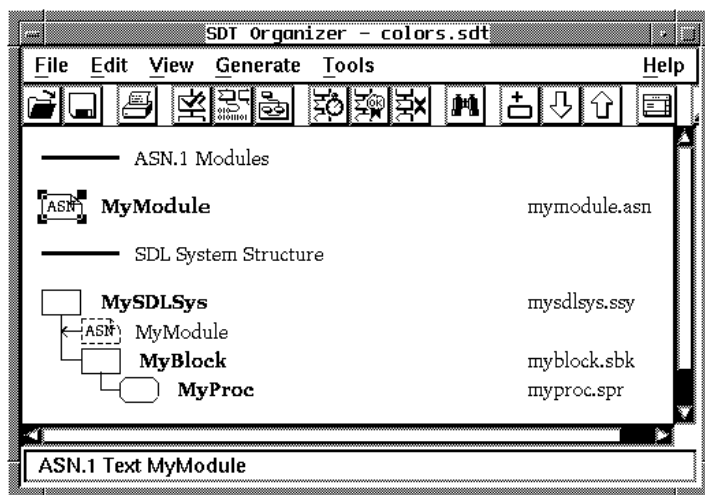 SDT Organizer - colors.sdt
File Edit View Generate Tools Help
ASN.1 Modules
ASN MyModule mymodule.asn
SDL System Structure
MySDLSys mysdlsys.ssy
ASN MyModule
MyBlock myblock.sbk
MyProc myproc.spr
ASN.1 Text MyModule